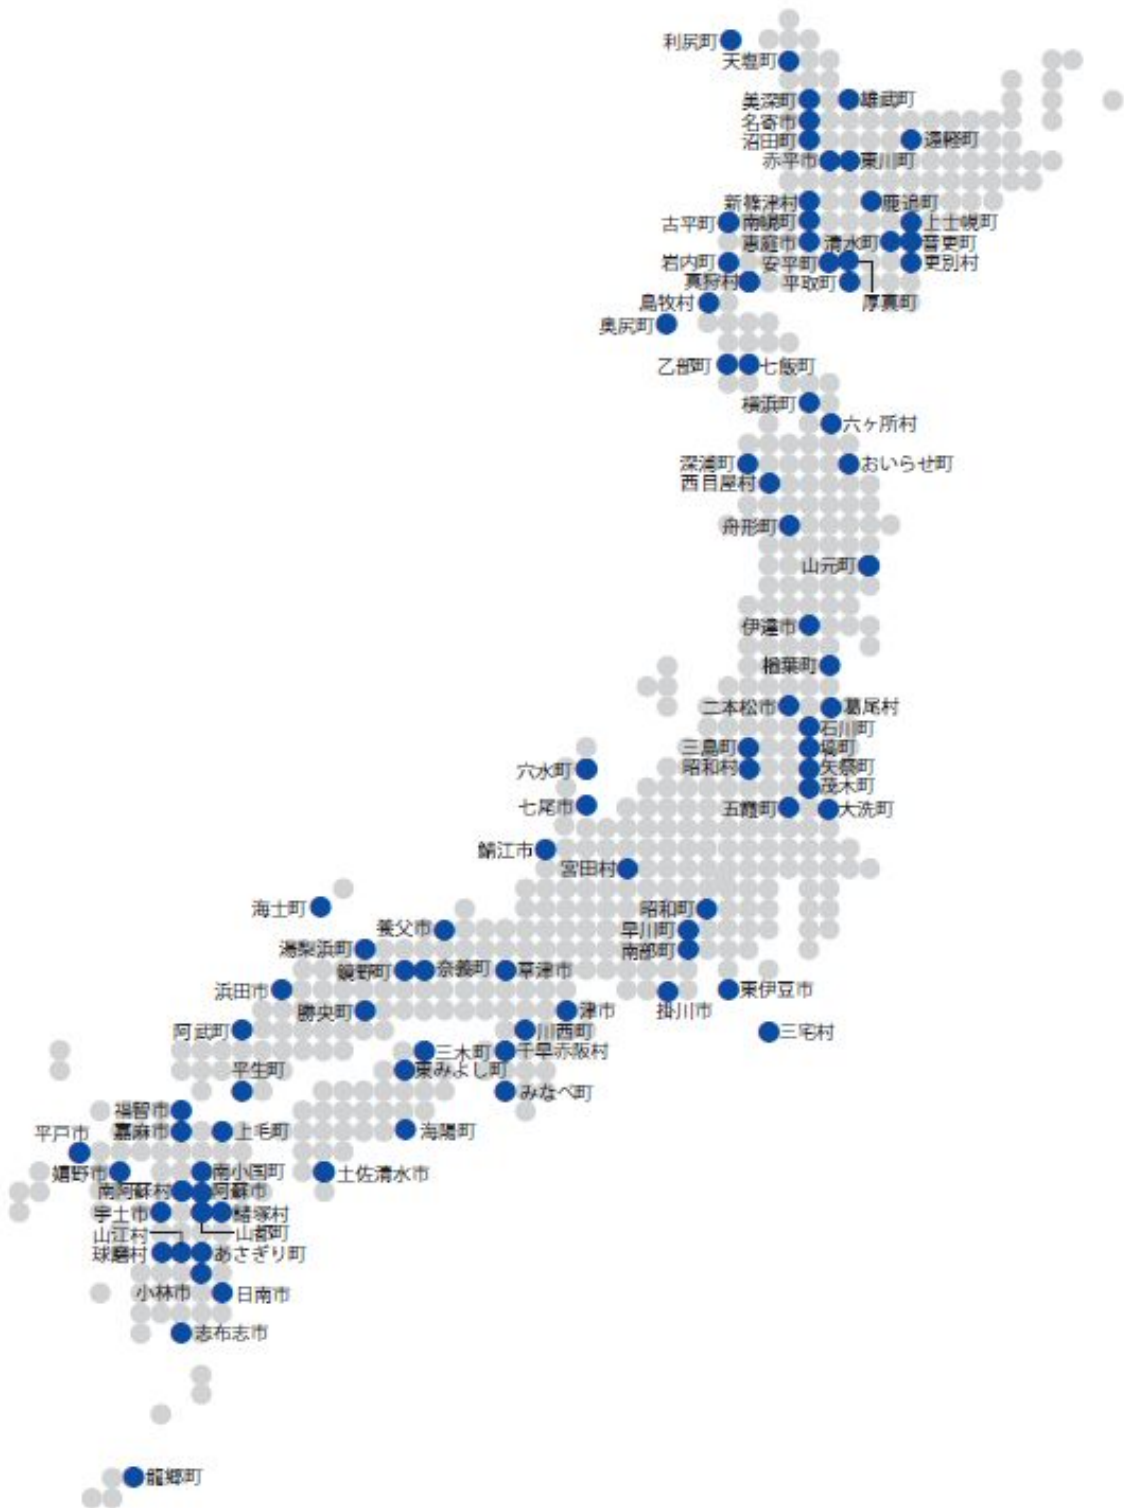 利尻町
天塩町
美深町
雄武町
名寄市
沼田町
遠軽町
赤平市
東川町
新篠津村
鹿追町
古平町
南幌町
上士幌町
恵庭市
清水町
音更町
岩内町
安平町
更別村
真狩村
平取町
厚真町
島牧村
奥尻町
乙部町
七飯町
横浜町
六ヶ所村
深浦町
おいらせ町
西目屋村
舟形町
山元町
伊達市
楢葉町
二本松市
葛尾村
石川町
三島町
塙町
穴水町
昭和村
矢祭町
茂木町
七尾市
五霞町
大洗町
鯖江市
宮田村
海士町
昭和町
養父市
早川町
湯梨浜町
南部町
鏡野町
奈義町
草津市
浜田市
東伊豆市
掛川市
勝央町
津市
阿武町
川西町
三宅村
三木町
千早赤阪村
平生町
東みよし町
みなべ町
福智市
平戸市
嘉麻市
上毛町
海陽町
嬉野市
南小国町
土佐清水市
南阿蘇村
阿蘇市
宇土市
諸塚村
山江村
山都町
球磨村
あさぎり町
小林市
日南市
志布志市
龍郷町